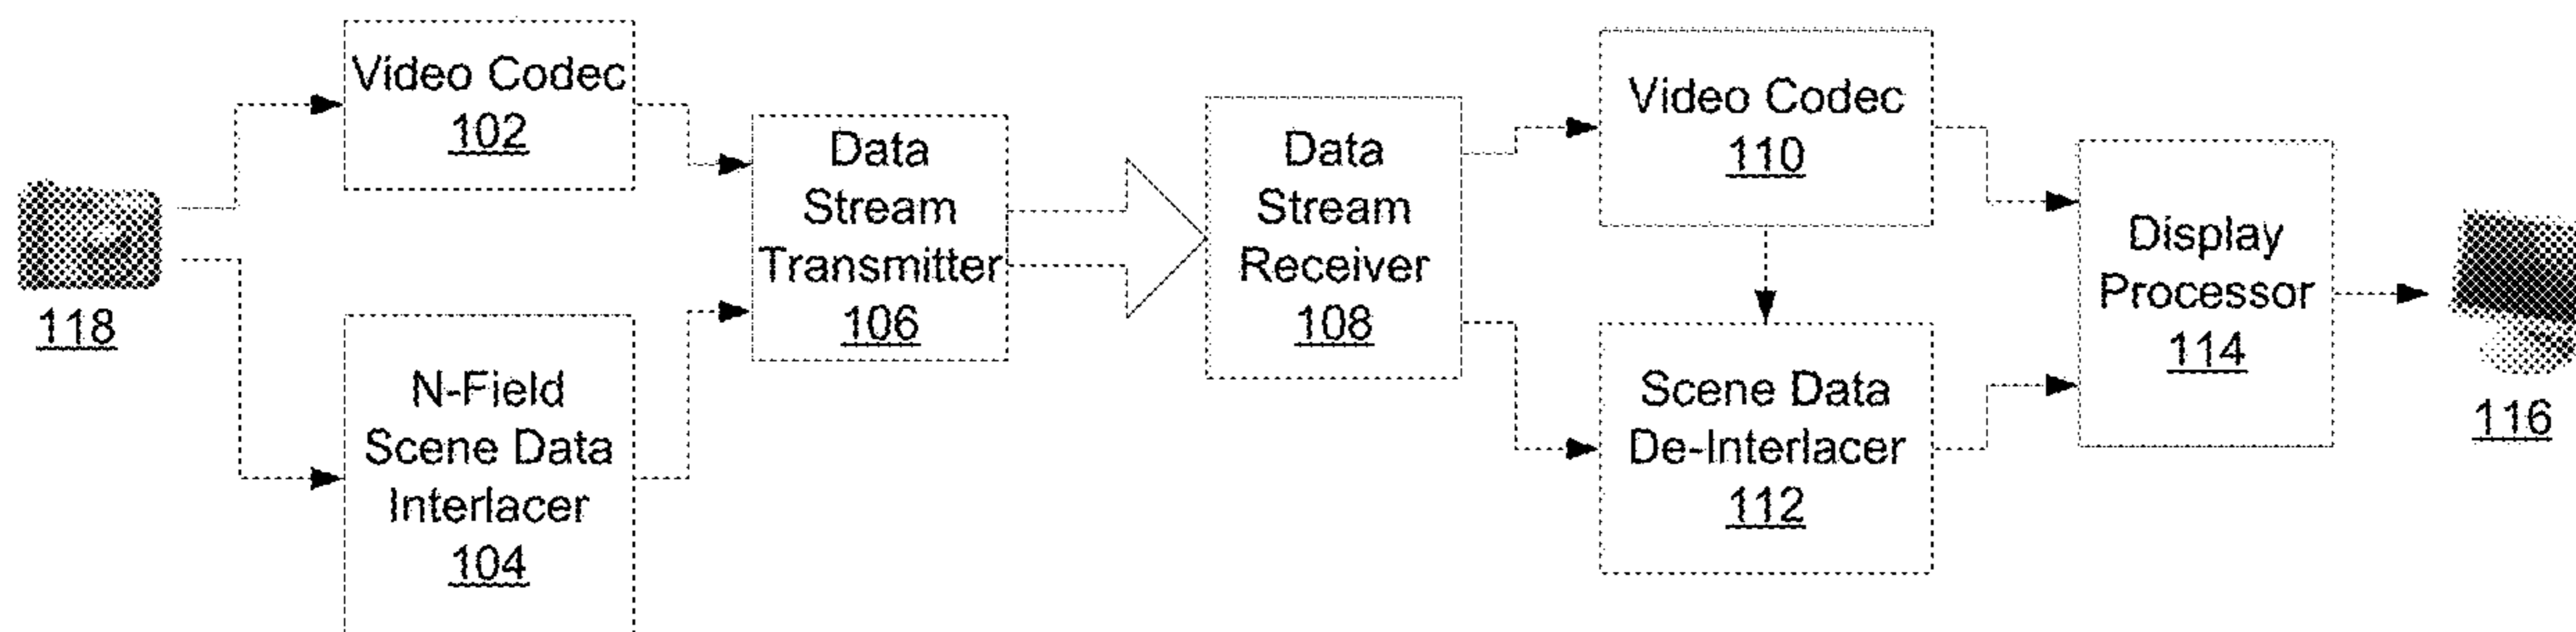 118
Video Codec
102
N-Field
Scene Data
Interlacer
104
Data
Stream
Transmitter
106
Data
Stream
Receiver
108
Video Codec
110
Scene Data
De-Interlacer
112
Display
Processor
114
116